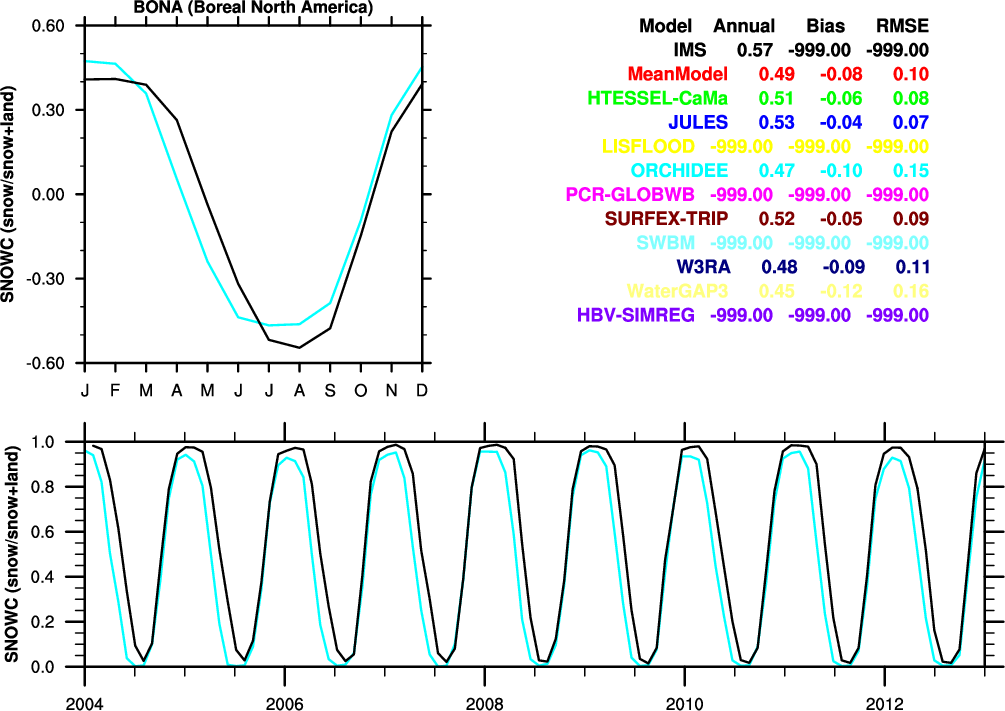 BONA (Boreal North America)
SNOWC (snow/snow+land)
0.60
0.30
0.00
-0.30
-0.60
J F M A M J J A S O N D
Model Annual Bias RMSE
IMS 0.57 -999.00 -999.00
MeanModel 0.49 -0.08 0.10
HTESSEL-CaMa 0.51 -0.06 0.08
JULES 0.53 -0.04 0.07
LISFLOOD -999.00 -999.00 -999.00
ORCHIDEE 0.47 -0.10 0.15
PCR-GLOBWB -999.00 -999.00 -999.00
SURFEX-TRIP 0.52 -0.05 0.09
SWBM -999.00 -999.00 -999.00
W3RA 0.48 -0.09 0.11
WaterGAP3 0.45 -0.12 0.16
HBV-SIMREG -999.00 -999.00 -999.00
SNOWC (snow/snow+land)
1.0
0.8
0.6
0.4
0.2
0.0
2004 2006 2008 2010 2012